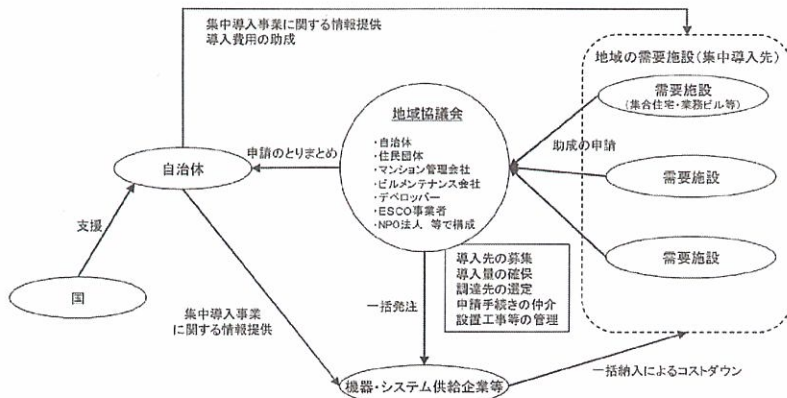 集中導入事業に関する情報提供
導入費用の助成
地域の需要施設(集中導入先)
需要施設
(集合住宅・業務ビル等)
地域協議会
・自治体
・住民団体
・マンション管理会社
・ビルメンテナンス会社
・デベロッパー
・ESCO事業者
・NPO法人 等で構成
申請のとりまとめ
助成の申請
自治体
需要施設
支援
需要施設
国
導入先の募集
導入量の確保
調達先の選定
申請手続きの仲介
設置工事等の管理
一括発注
集中導入事業
に関する情報提供
一括納入によるコストダウン
機器・システム供給企業等